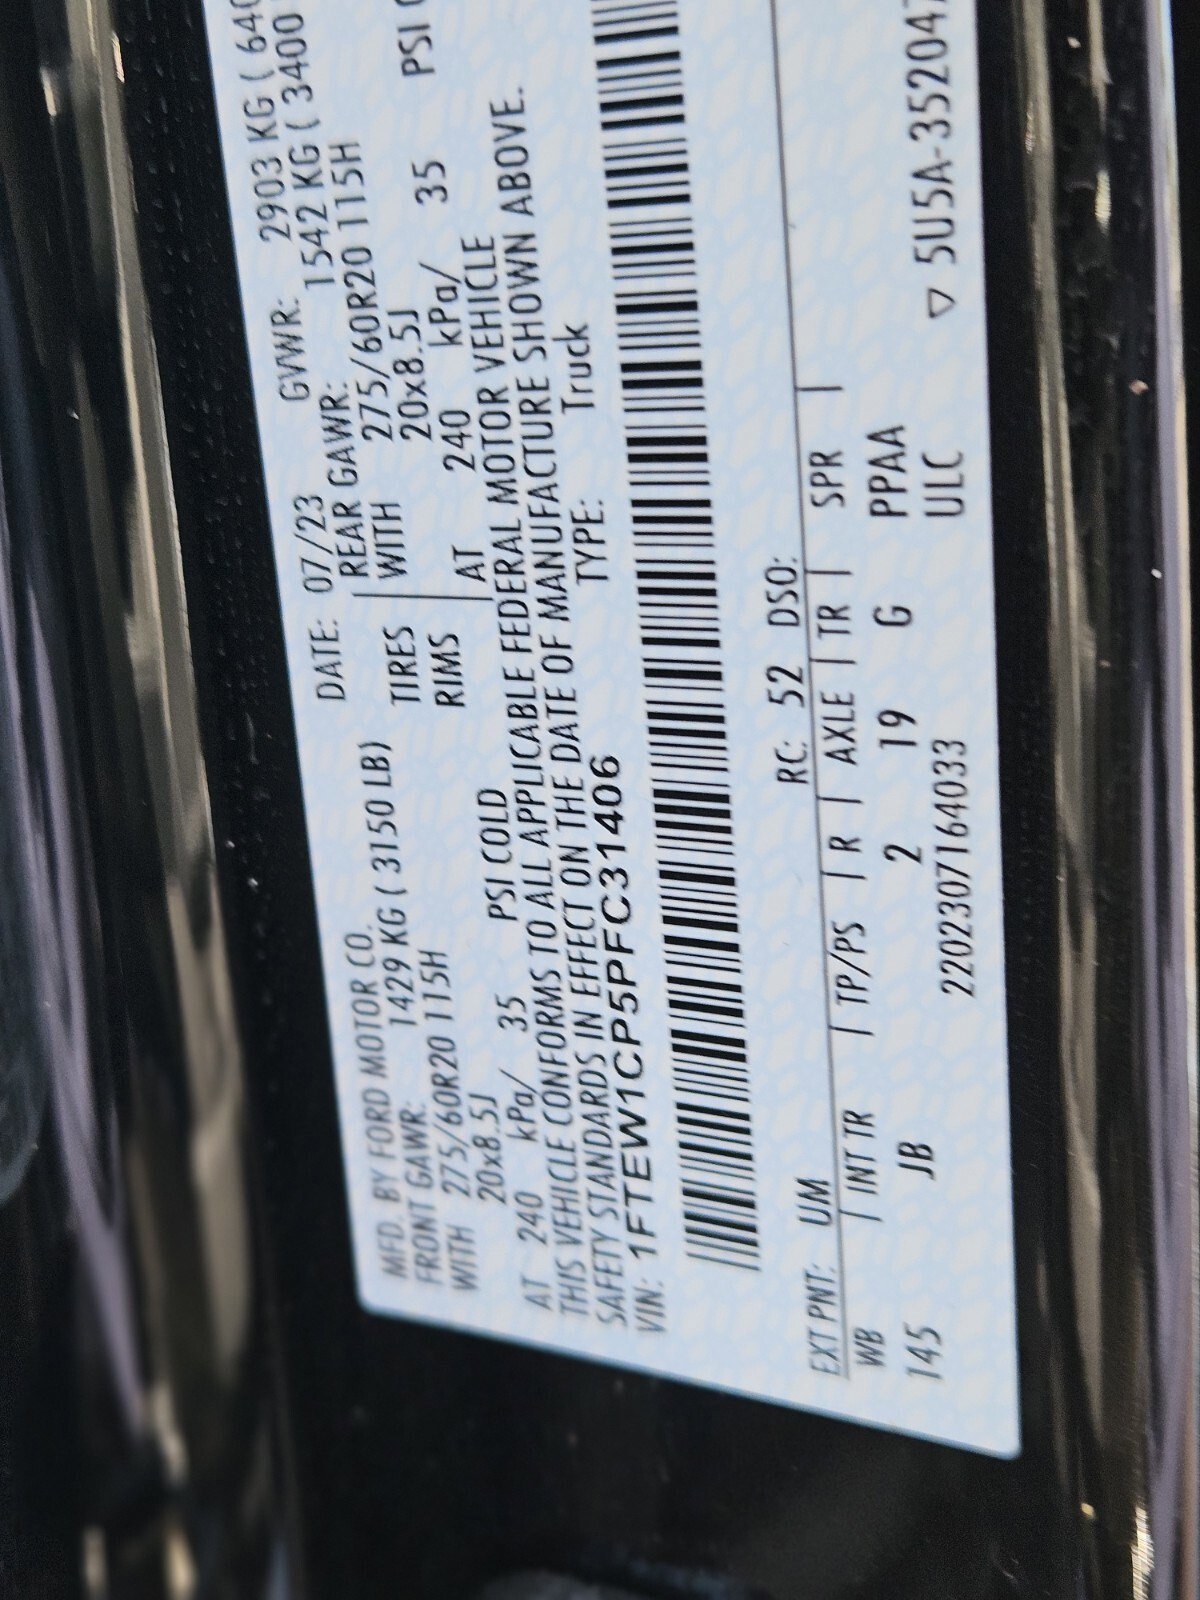 MFD. BY FORD MOTOR CO.
DATE: 07/23 GVWR: 2903 KG ( 640
FRONT GAWR: 1429 KG ( 3150 LB) REAR GAWR: 1542 KG ( 3400
WITH 275/60R20 115H TIRES WITH 275/60R20 115H
20x8.5J RIMS 20x8.5J
AT 240 kPa/ 35 PSI COLD AT 240 kPa/ 35 PSI
THIS VEHICLE CONFORMS TO ALL APPLICABLE FEDERAL MOTOR VEHICLE
SAFETY STANDARDS IN EFFECT ON THE DATE OF MANUFACTURE SHOWN ABOVE.
VIN: 1FTEW1CP5PFC31406 TYPE: Truck
EXT PNT: UM RC: 52 DSO:
WB | INT TR | TP/PS | R | AXLE | TR | SPR |
145 JB 2 19 G PPAA
2202307164033 ULC ▽ 5U5A-352047